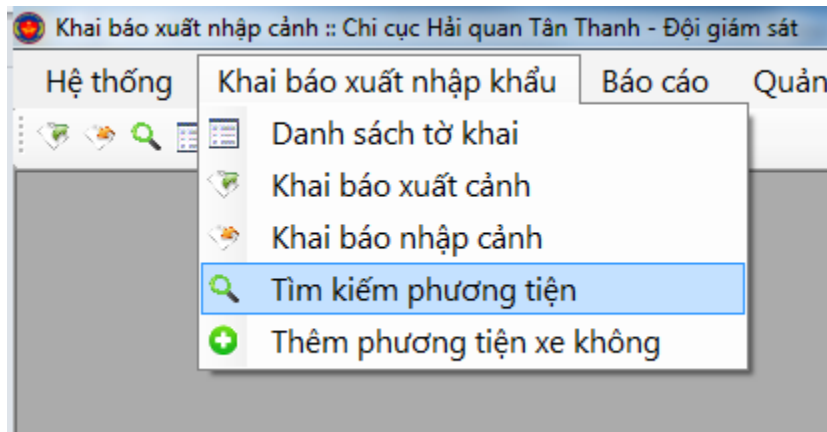 Khai báo xuất nhập cảnh :: Chi cục Hải quan Tân Thanh - Đội giám sát
Hệ thống Khai báo xuất nhập khẩu Báo cáo Quản
Danh sách tờ khai
Khai báo xuất cảnh
Khai báo nhập cảnh
Tìm kiếm phương tiện
Thêm phương tiện xe không